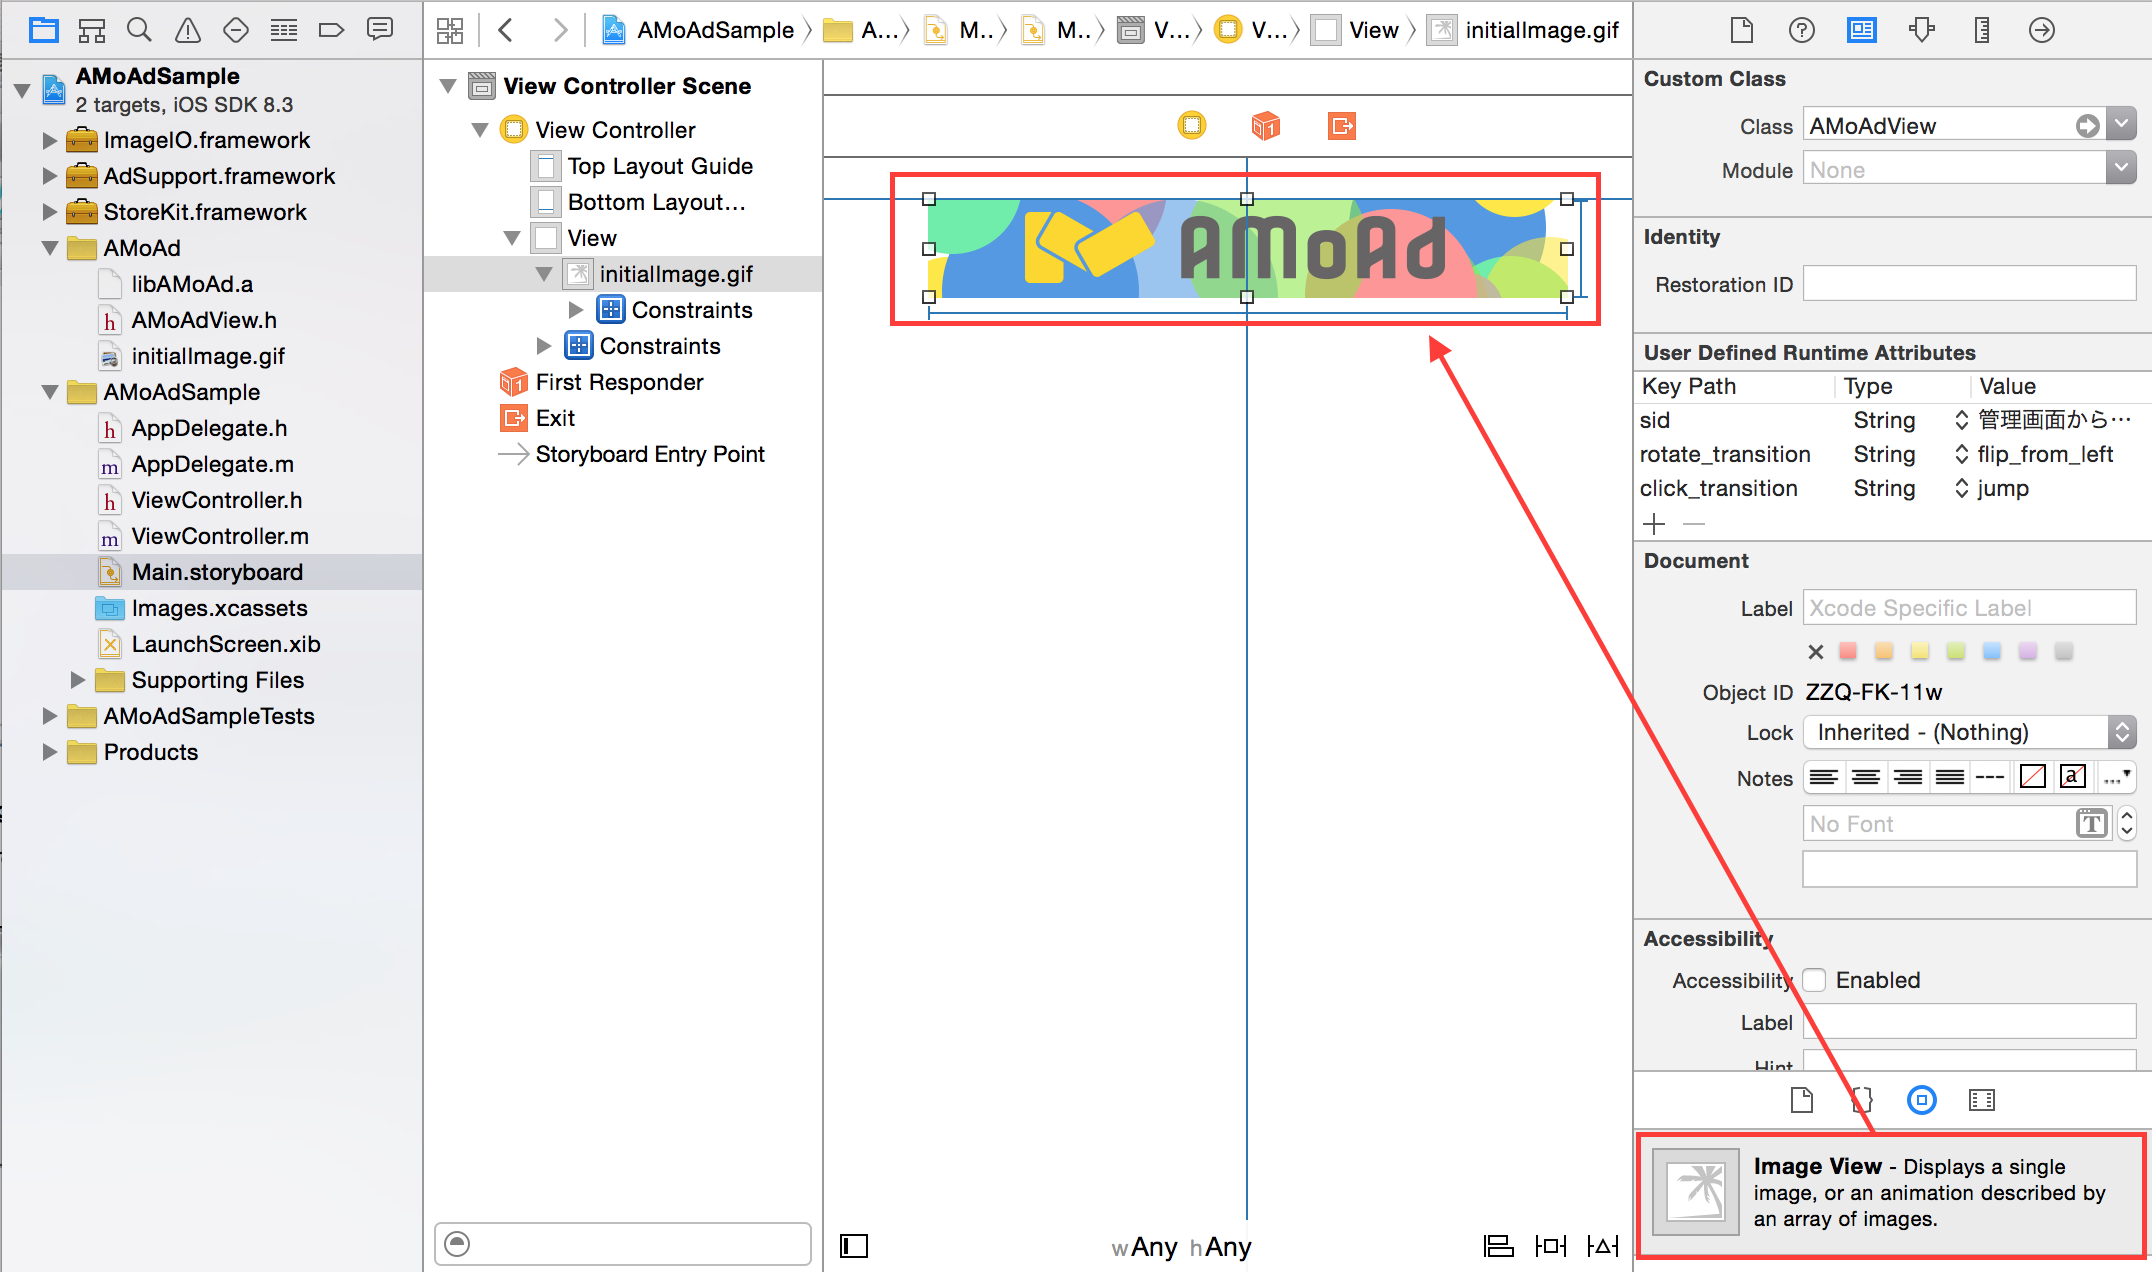 AMoAdSample
2 targets, iOS SDK 8.3
ImageIO.framework
AdSupport.framework
StoreKit.framework
AMoAd
libAMoAd.a
AMoAdView.h
initialImage.gif
AMoAdSample
AppDelegate.h
AppDelegate.m
ViewController.h
ViewController.m
Main.storyboard
Images.xcassets
LaunchScreen.xib
Supporting Files
AMoAdSampleTests
Products
AMoAdSample A... M... M... V... V... View initialImage.gif
View Controller Scene
View Controller
Top Layout Guide
Bottom Layout...
View
initialImage.gif
Constraints
Constraints
First Responder
Exit
Storyboard Entry Point
AMoAd
wAny hAny
Custom Class
Class AMoAdView
Module None
Identity
Restoration ID
User Defined Runtime Attributes
Key Path Type Value
sid String 管理画面から…
rotate_transition String flip_from_left
click_transition String jump
Document
Label Xcode Specific Label
Object ID ZZQ-FK-11w
Lock Inherited - (Nothing)
Notes
No Font
Accessibility
Accessibility Enabled
Label
Hint
Image View - Displays a single
image, or an animation described by
an array of images.